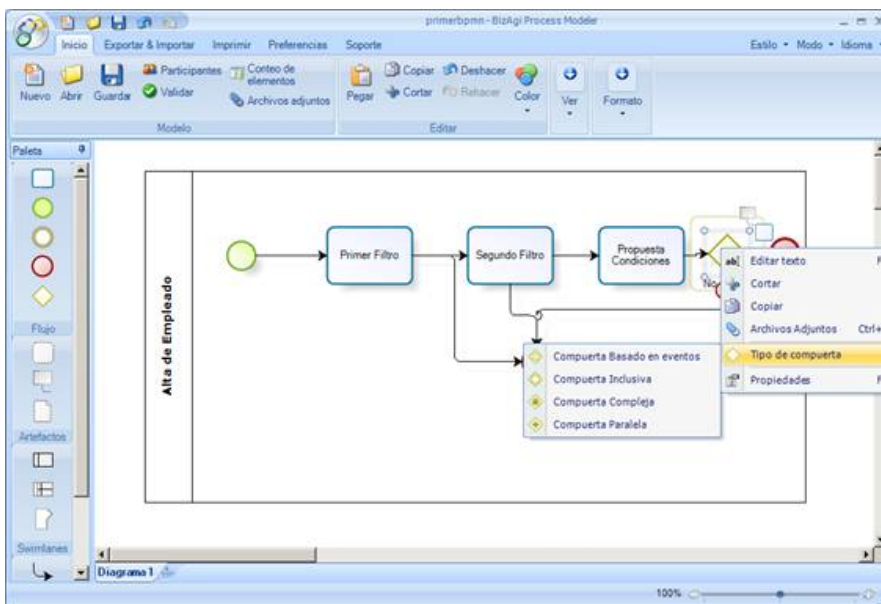 primerbpmn - BizAgi Process Modeler
Inicio Exportar & Importar Imprimir Preferencias Soporte Estilo Modo Idioma
Nuevo Abrir Guardar
Participantes
Validar
Conteo de
elementos
Archivos adjuntos
Modelo
Pegar
Copiar Deshacer
Cortar Rehacer
Color
Editar
Ver
Formato
Paleta
Flujo
Artefactos
Swimlanes
Alta de Empleado
Primer Filtro
Segundo Filtro
Propuesta
Condiciones
No
ab| Editar texto F
Cortar
Copiar
Archivos Adjuntos Ctrl+
Tipo de compuerta
Propiedades F
Compuerta Basado en eventos
Compuerta Inclusiva
Compuerta Compleja
Compuerta Paralela
Diagrama 1
100%